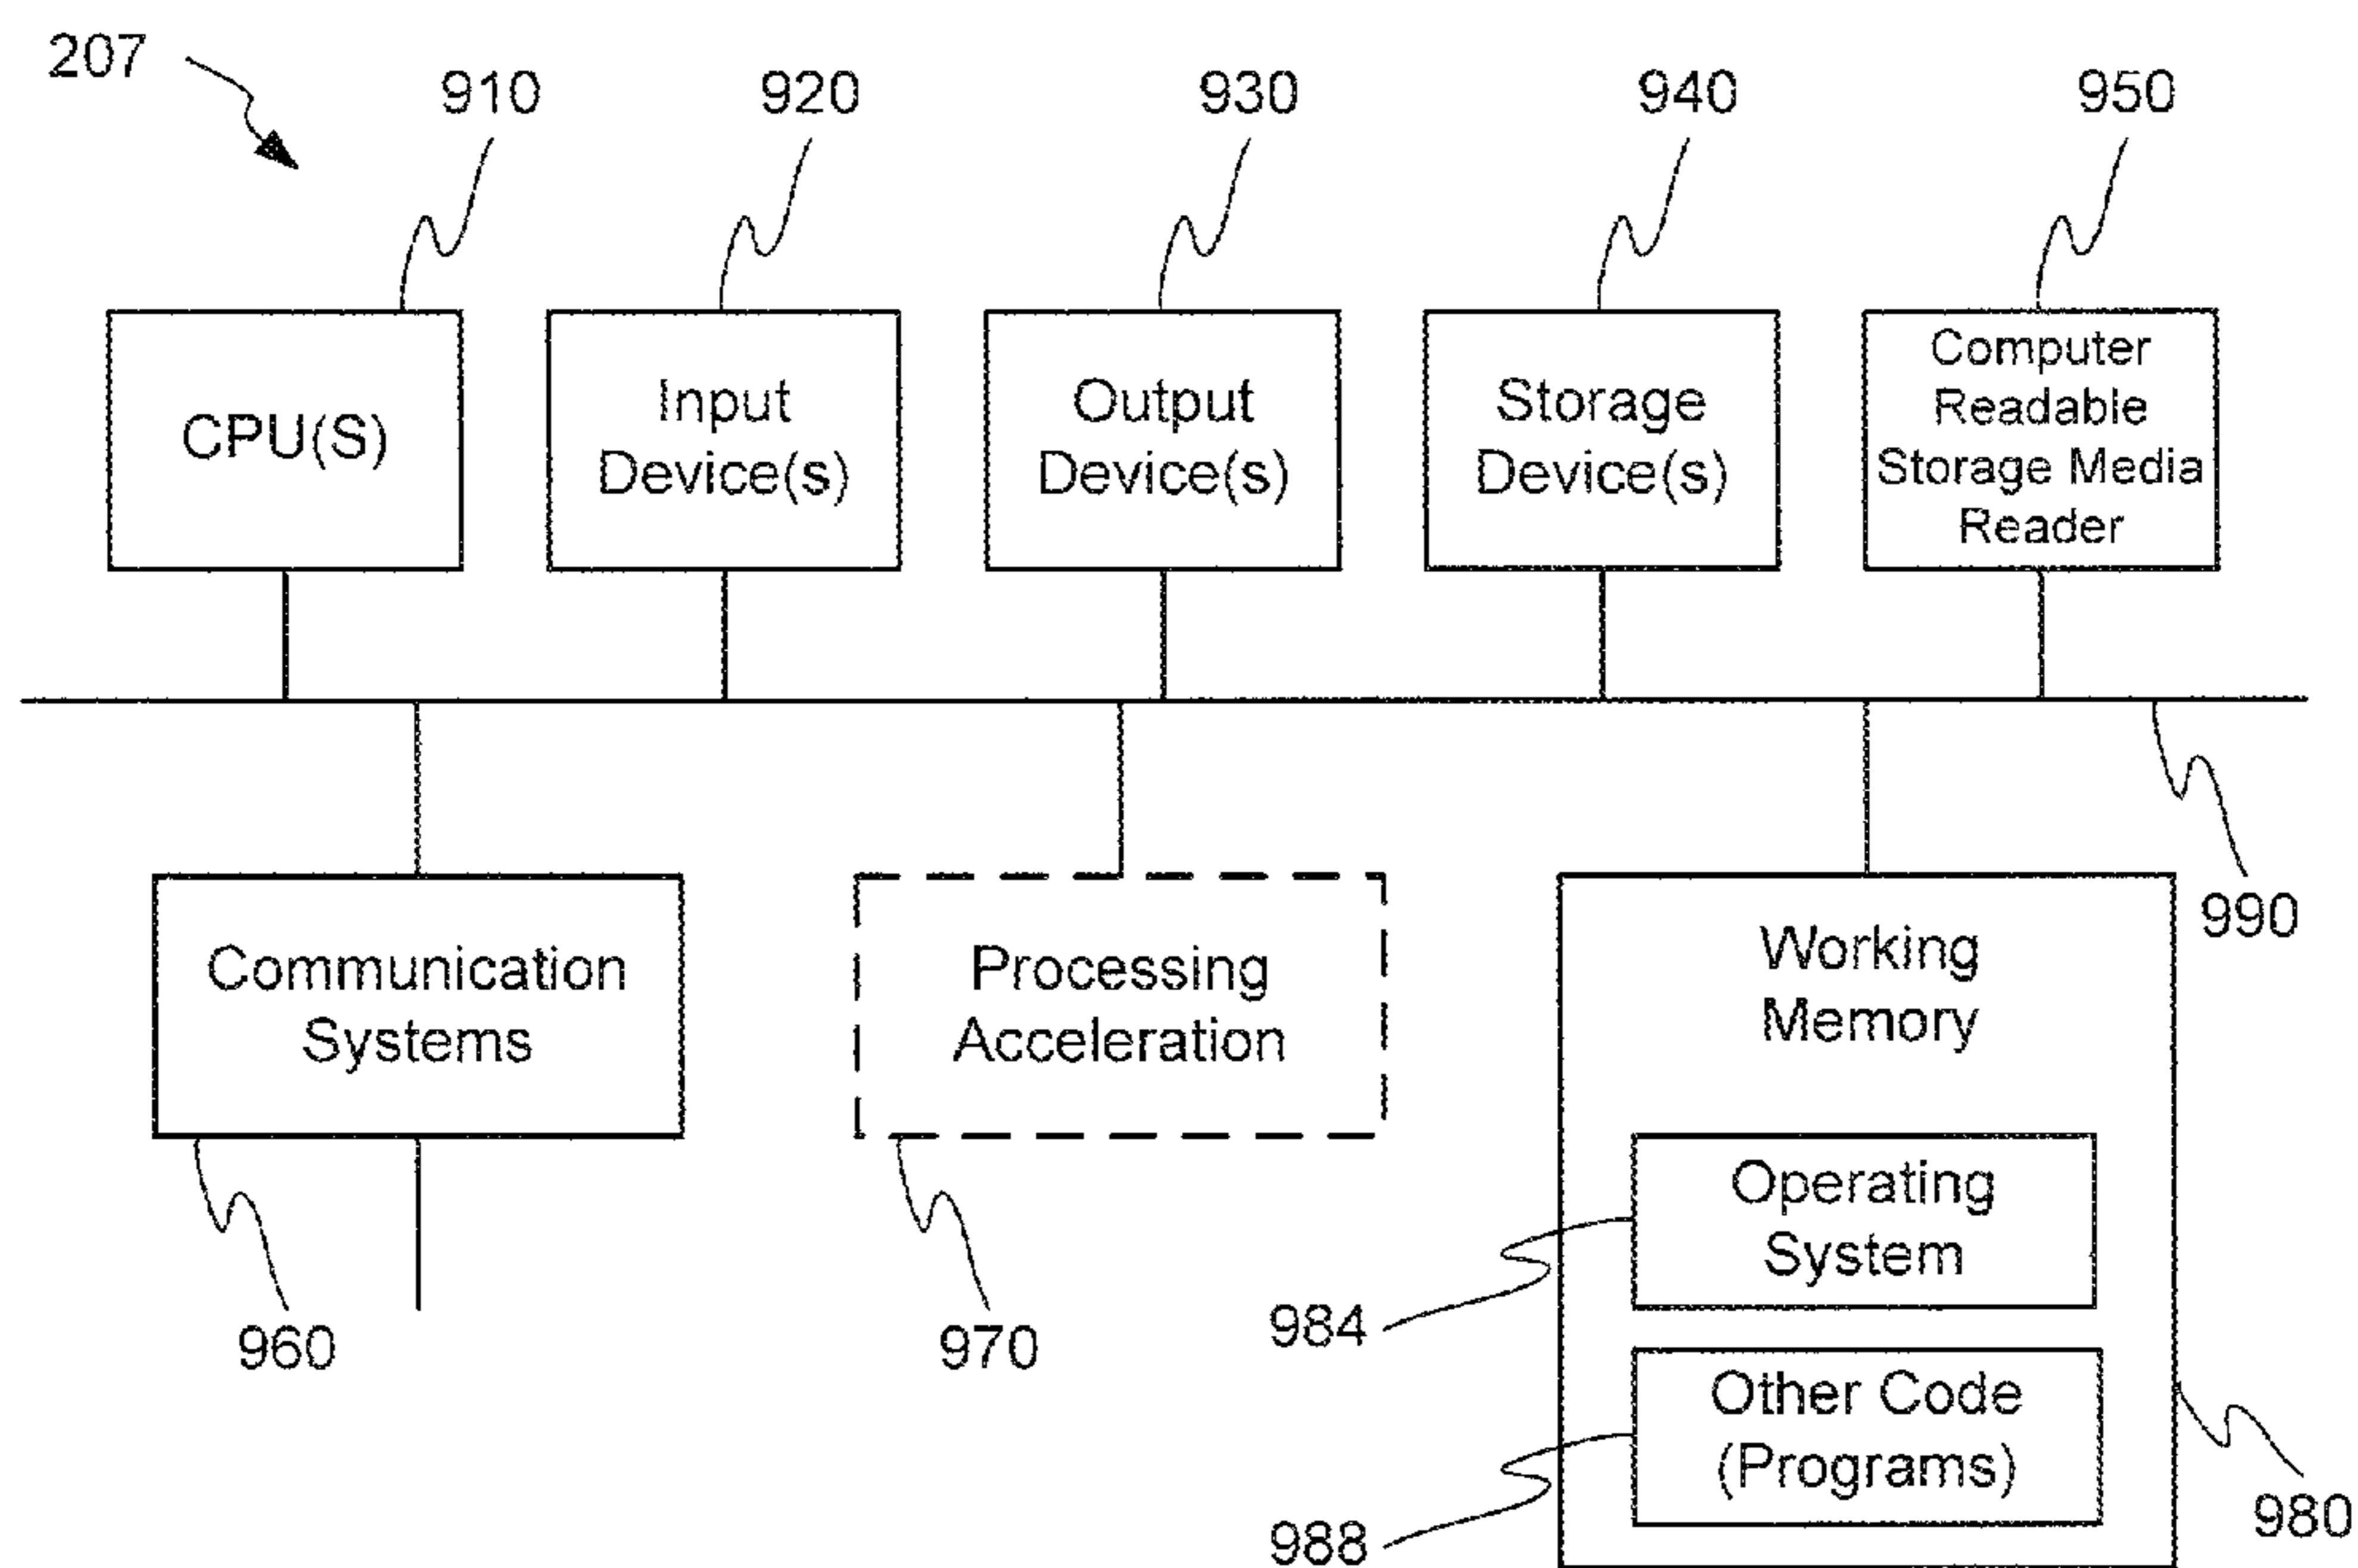 207
910
920
930
940
950
CPU(S)
Input
Device(s)
Output
Device(s)
Storage
Device(s)
Computer
Readable
Storage Media
Reader
990
Communication
Systems
Processing
Acceleration
Working
Memory
Operating
System
Other Code
(Programs)
960
970
984
988
980